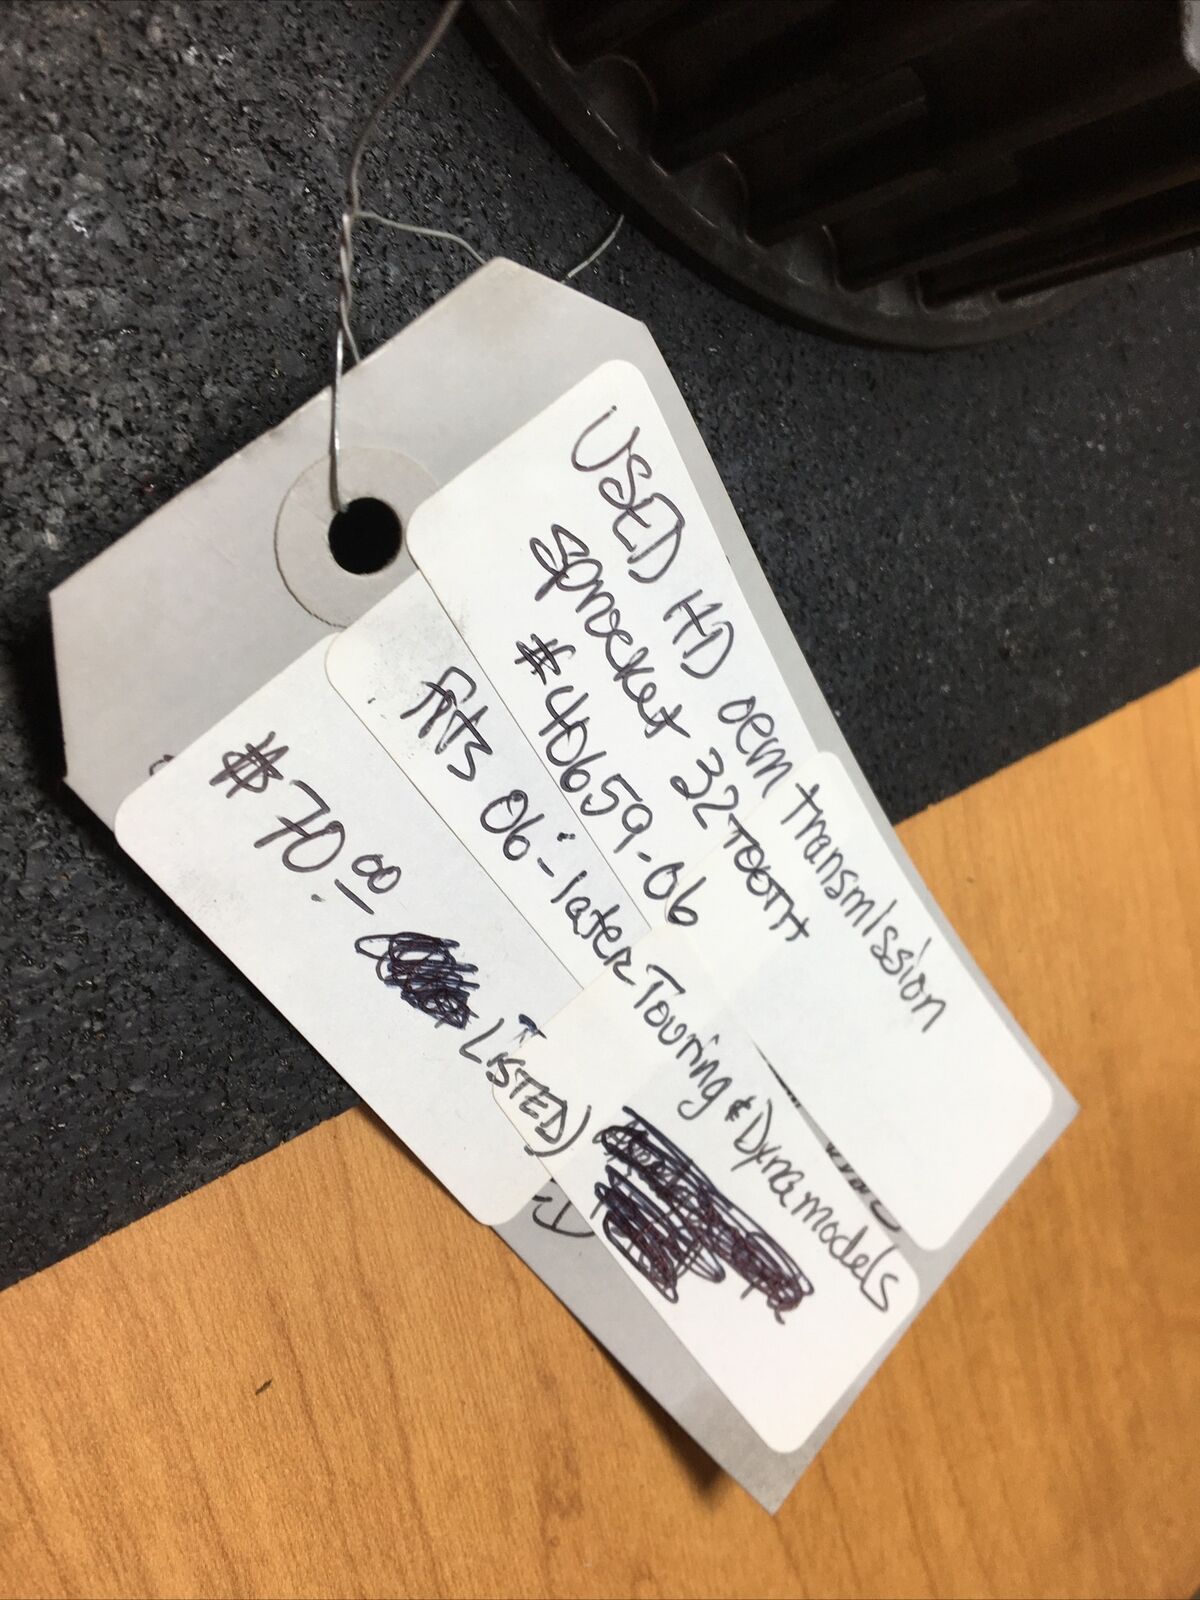 USED HD oem transmission
sprocket 32 TOOTH
#40659-06
Fits 06'-later Touring & Dyna models
$70.00 LISTED)